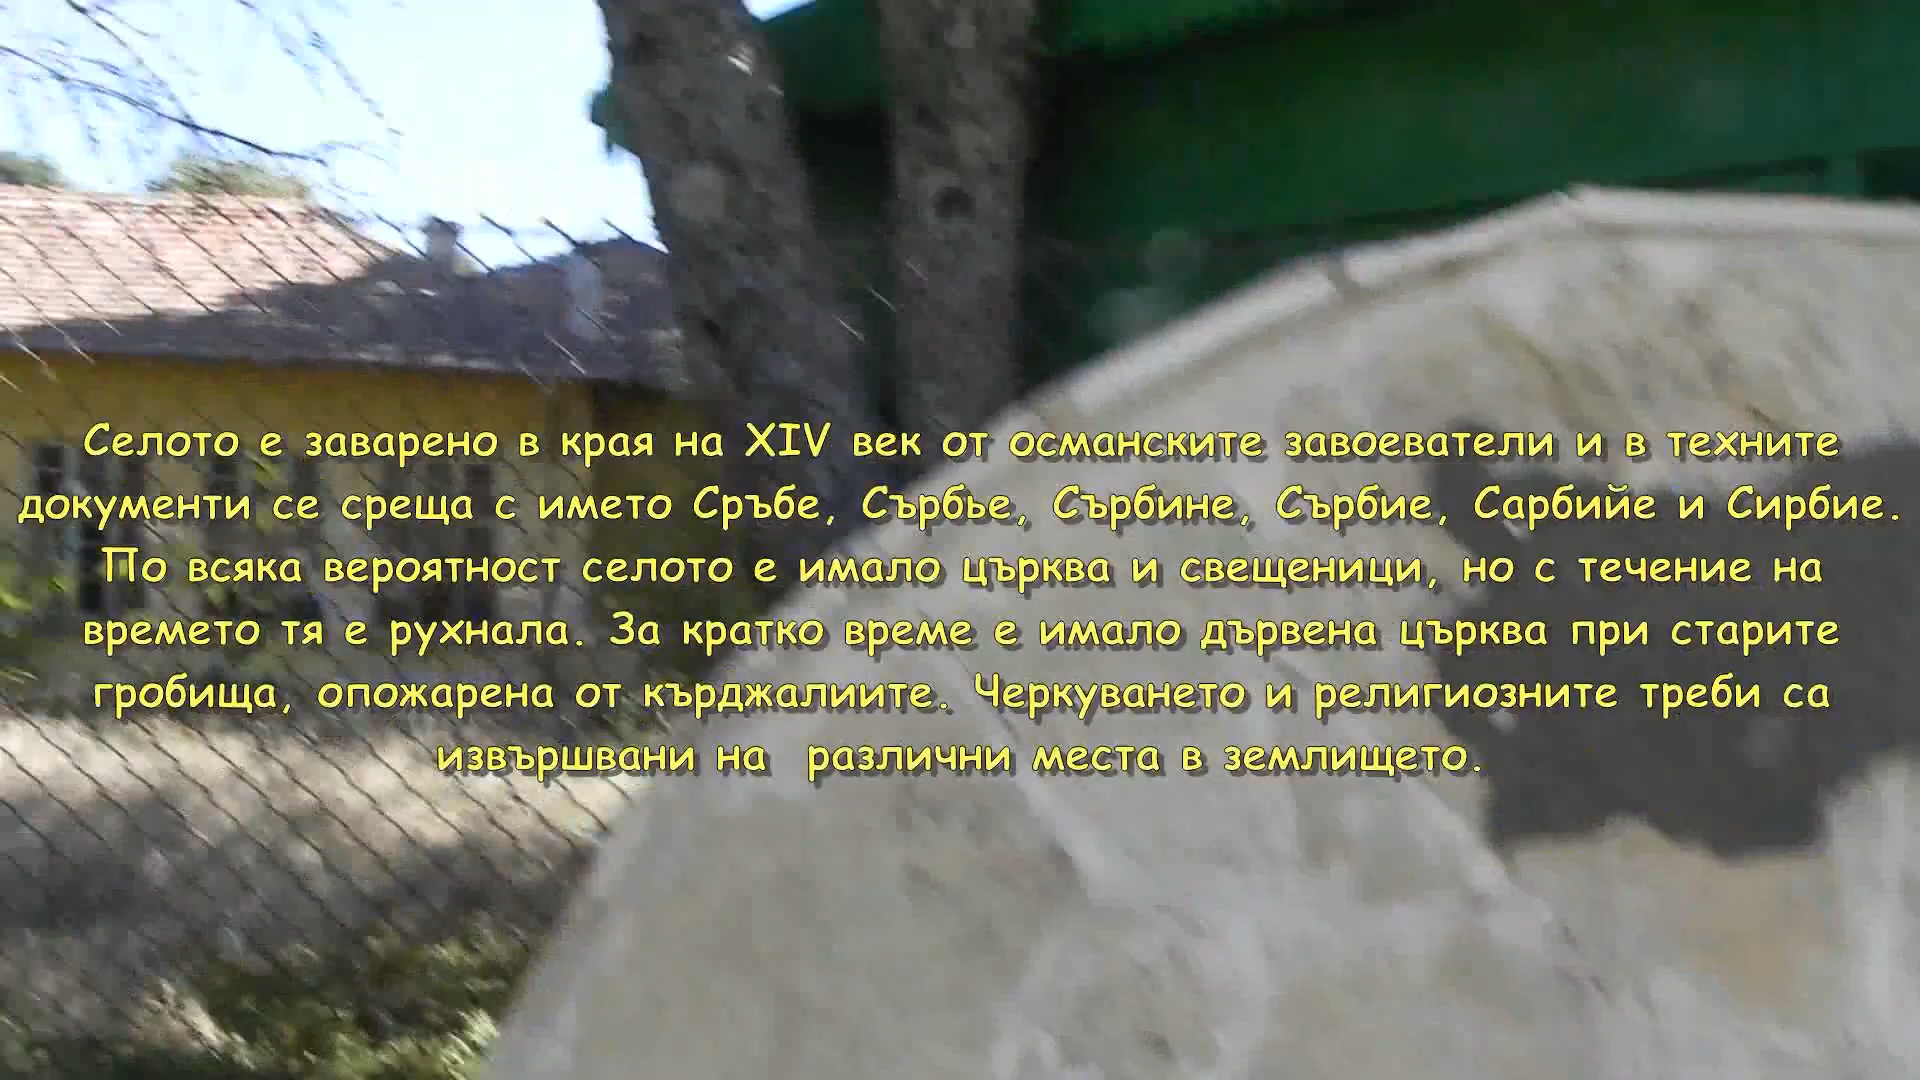 Селото е заварено в края на XIV век от османските завоеватели и в техните
документи се среща с името Сръбе, Сърбье, Сърбине, Сърбие, Сарбийе и Сирбие.
По всяка вероятност селото е имало църква и свещеници, но с течение на
времето тя е рухнала. За кратко време е имало дървена църква при старите
гробища, опожарена от кърджалиите. Черкуването и религиозните треби са
извършвани на  различни места в землището.